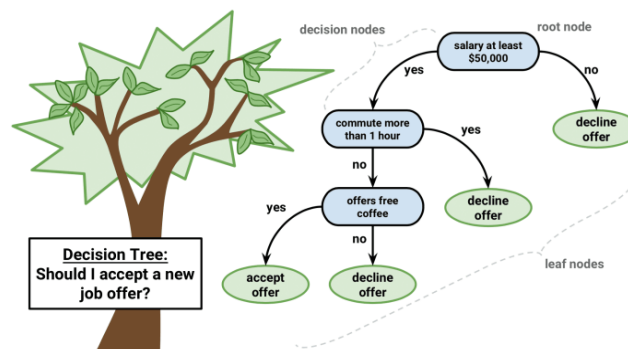 decision nodes
root node
salary at least
$50,000
yes
no
commute more
than 1 hour
yes
decline
offer
no
offers free
coffee
decline
offer
yes
no
leaf nodes
accept
offer
decline
offer
Decision Tree:
Should I accept a new
job offer?